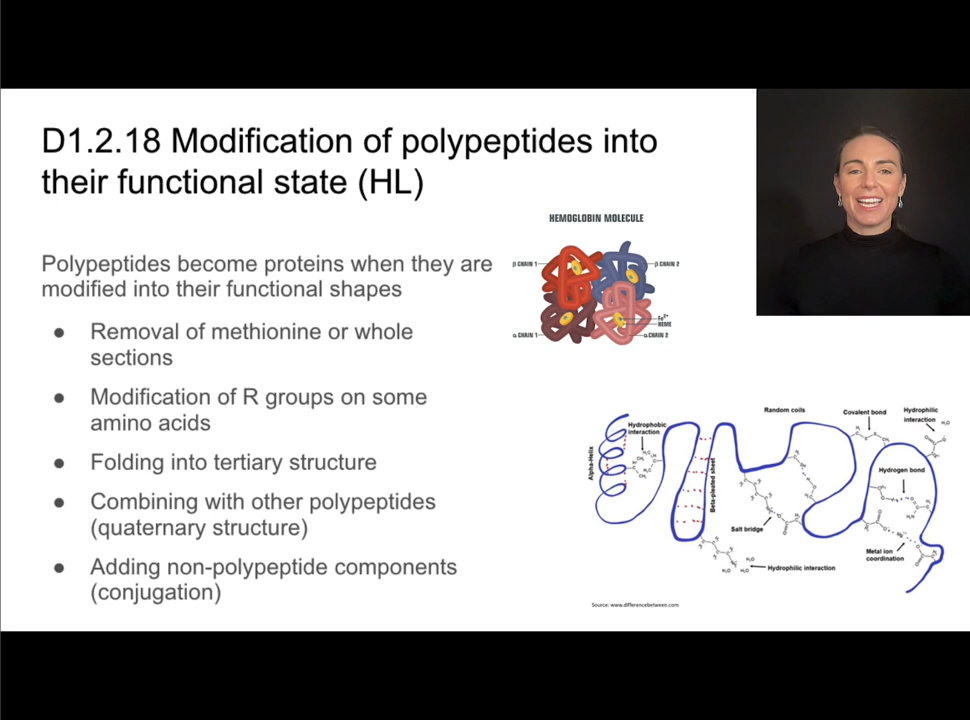 D1.2.18 Modification of polypeptides into
their functional state (HL)
Polypeptides become proteins when they are
modified into their functional shapes
● Removal of methionine or whole
sections
● Modification of R groups on some
amino acids
● Folding into tertiary structure
● Combining with other polypeptides
(quaternary structure)
● Adding non-polypeptide components
(conjugation)
HEMOGLOBIN MOLECULE
β CHAIN 1
β CHAIN 2
Fe²⁺
HEME
α CHAIN 1
α CHAIN 2
Alpha-Helix
Hydrophobic
interaction
Beta-pleated sheet
Random coils
Covalent bond
Hydrophilic
interaction
Hydrogen bond
Salt bridge
Metal ion
coordination
Hydrophilic interaction
H₂O
H₂O
H₂O
H₂O
Source: www.differencebetween.com